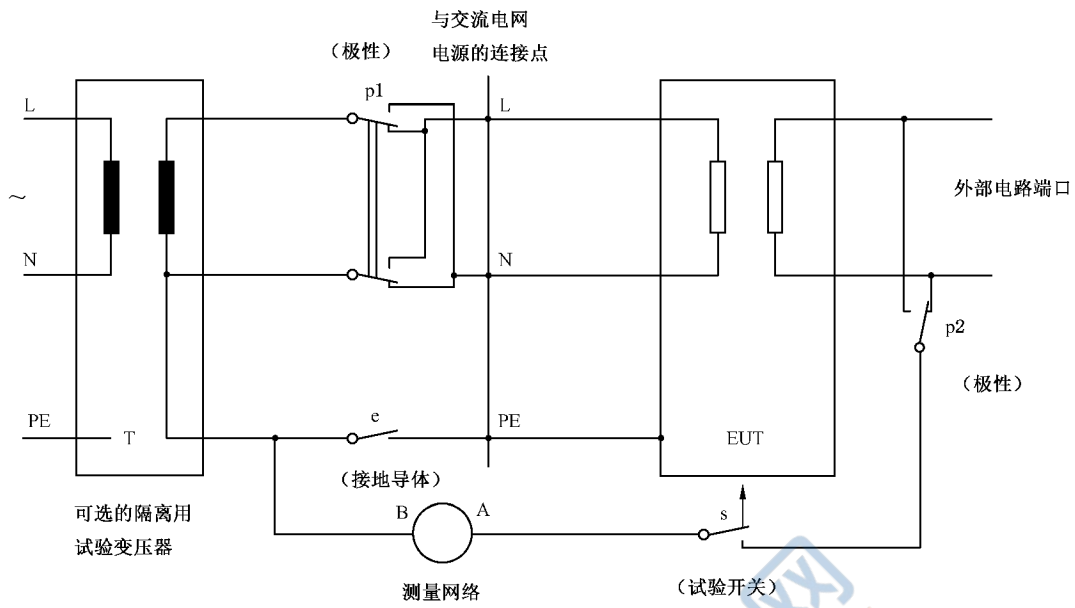 与交流电网
电源的连接点
（极性）
p1
L
L
～
外部电路端口
N
N
p2
（极性）
PE
T
e
PE
EUT
（接地导体）
可选的隔离用
试验变压器
B
A
s
测量网络
（试验开关）